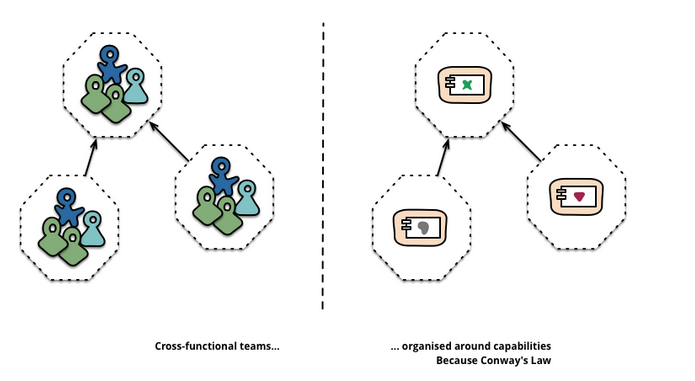 Cross-functional teams...
... organised around capabilities
Because Conway's Law